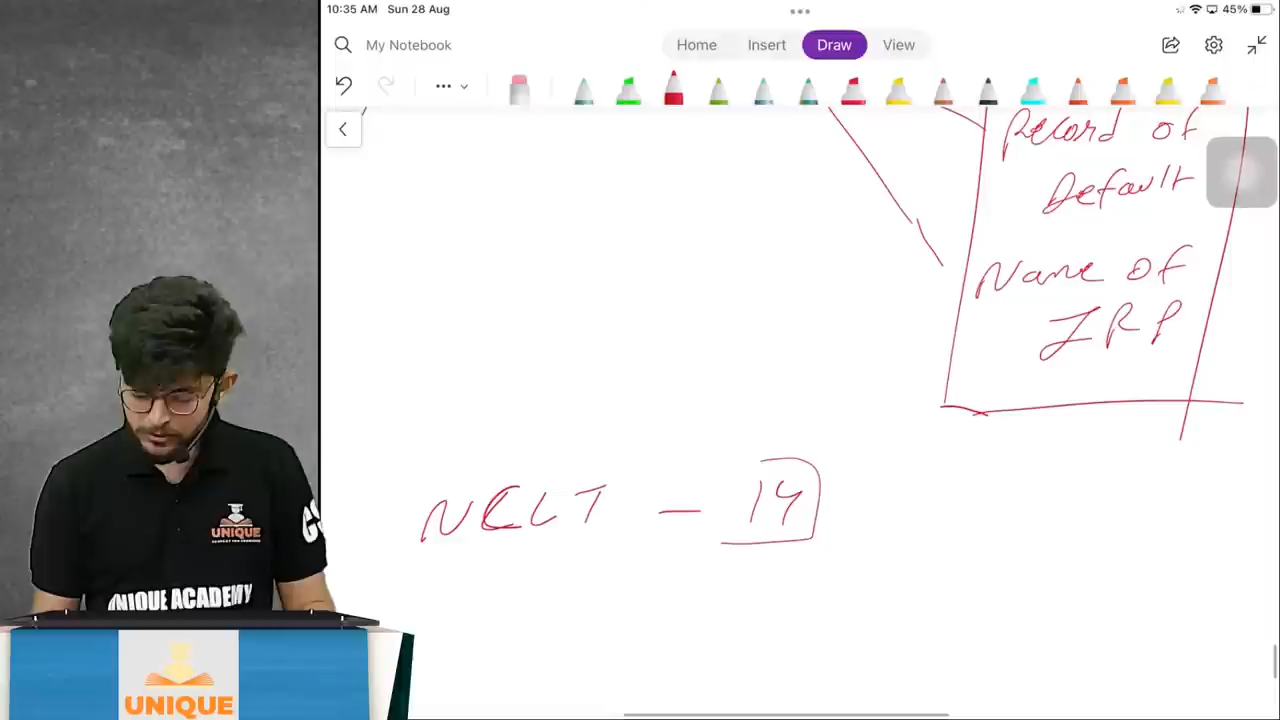 10:35 AM Sun 28 Aug
45%
My Notebook
Home Insert Draw View
Record of
Default
Name of
IRP
NCLT - 14
UNIQUE
UNIQUE ACADEMY
CS
UNIQUE